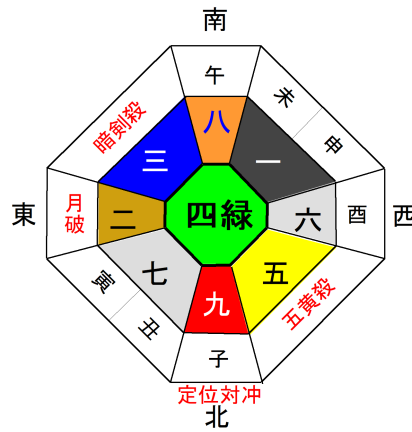 南
午
未
申
暗剣殺
八
三
一
東
月破
二
四緑
六
酉
西
七
五
寅
丑
九
五黄殺
子
定位対冲
北